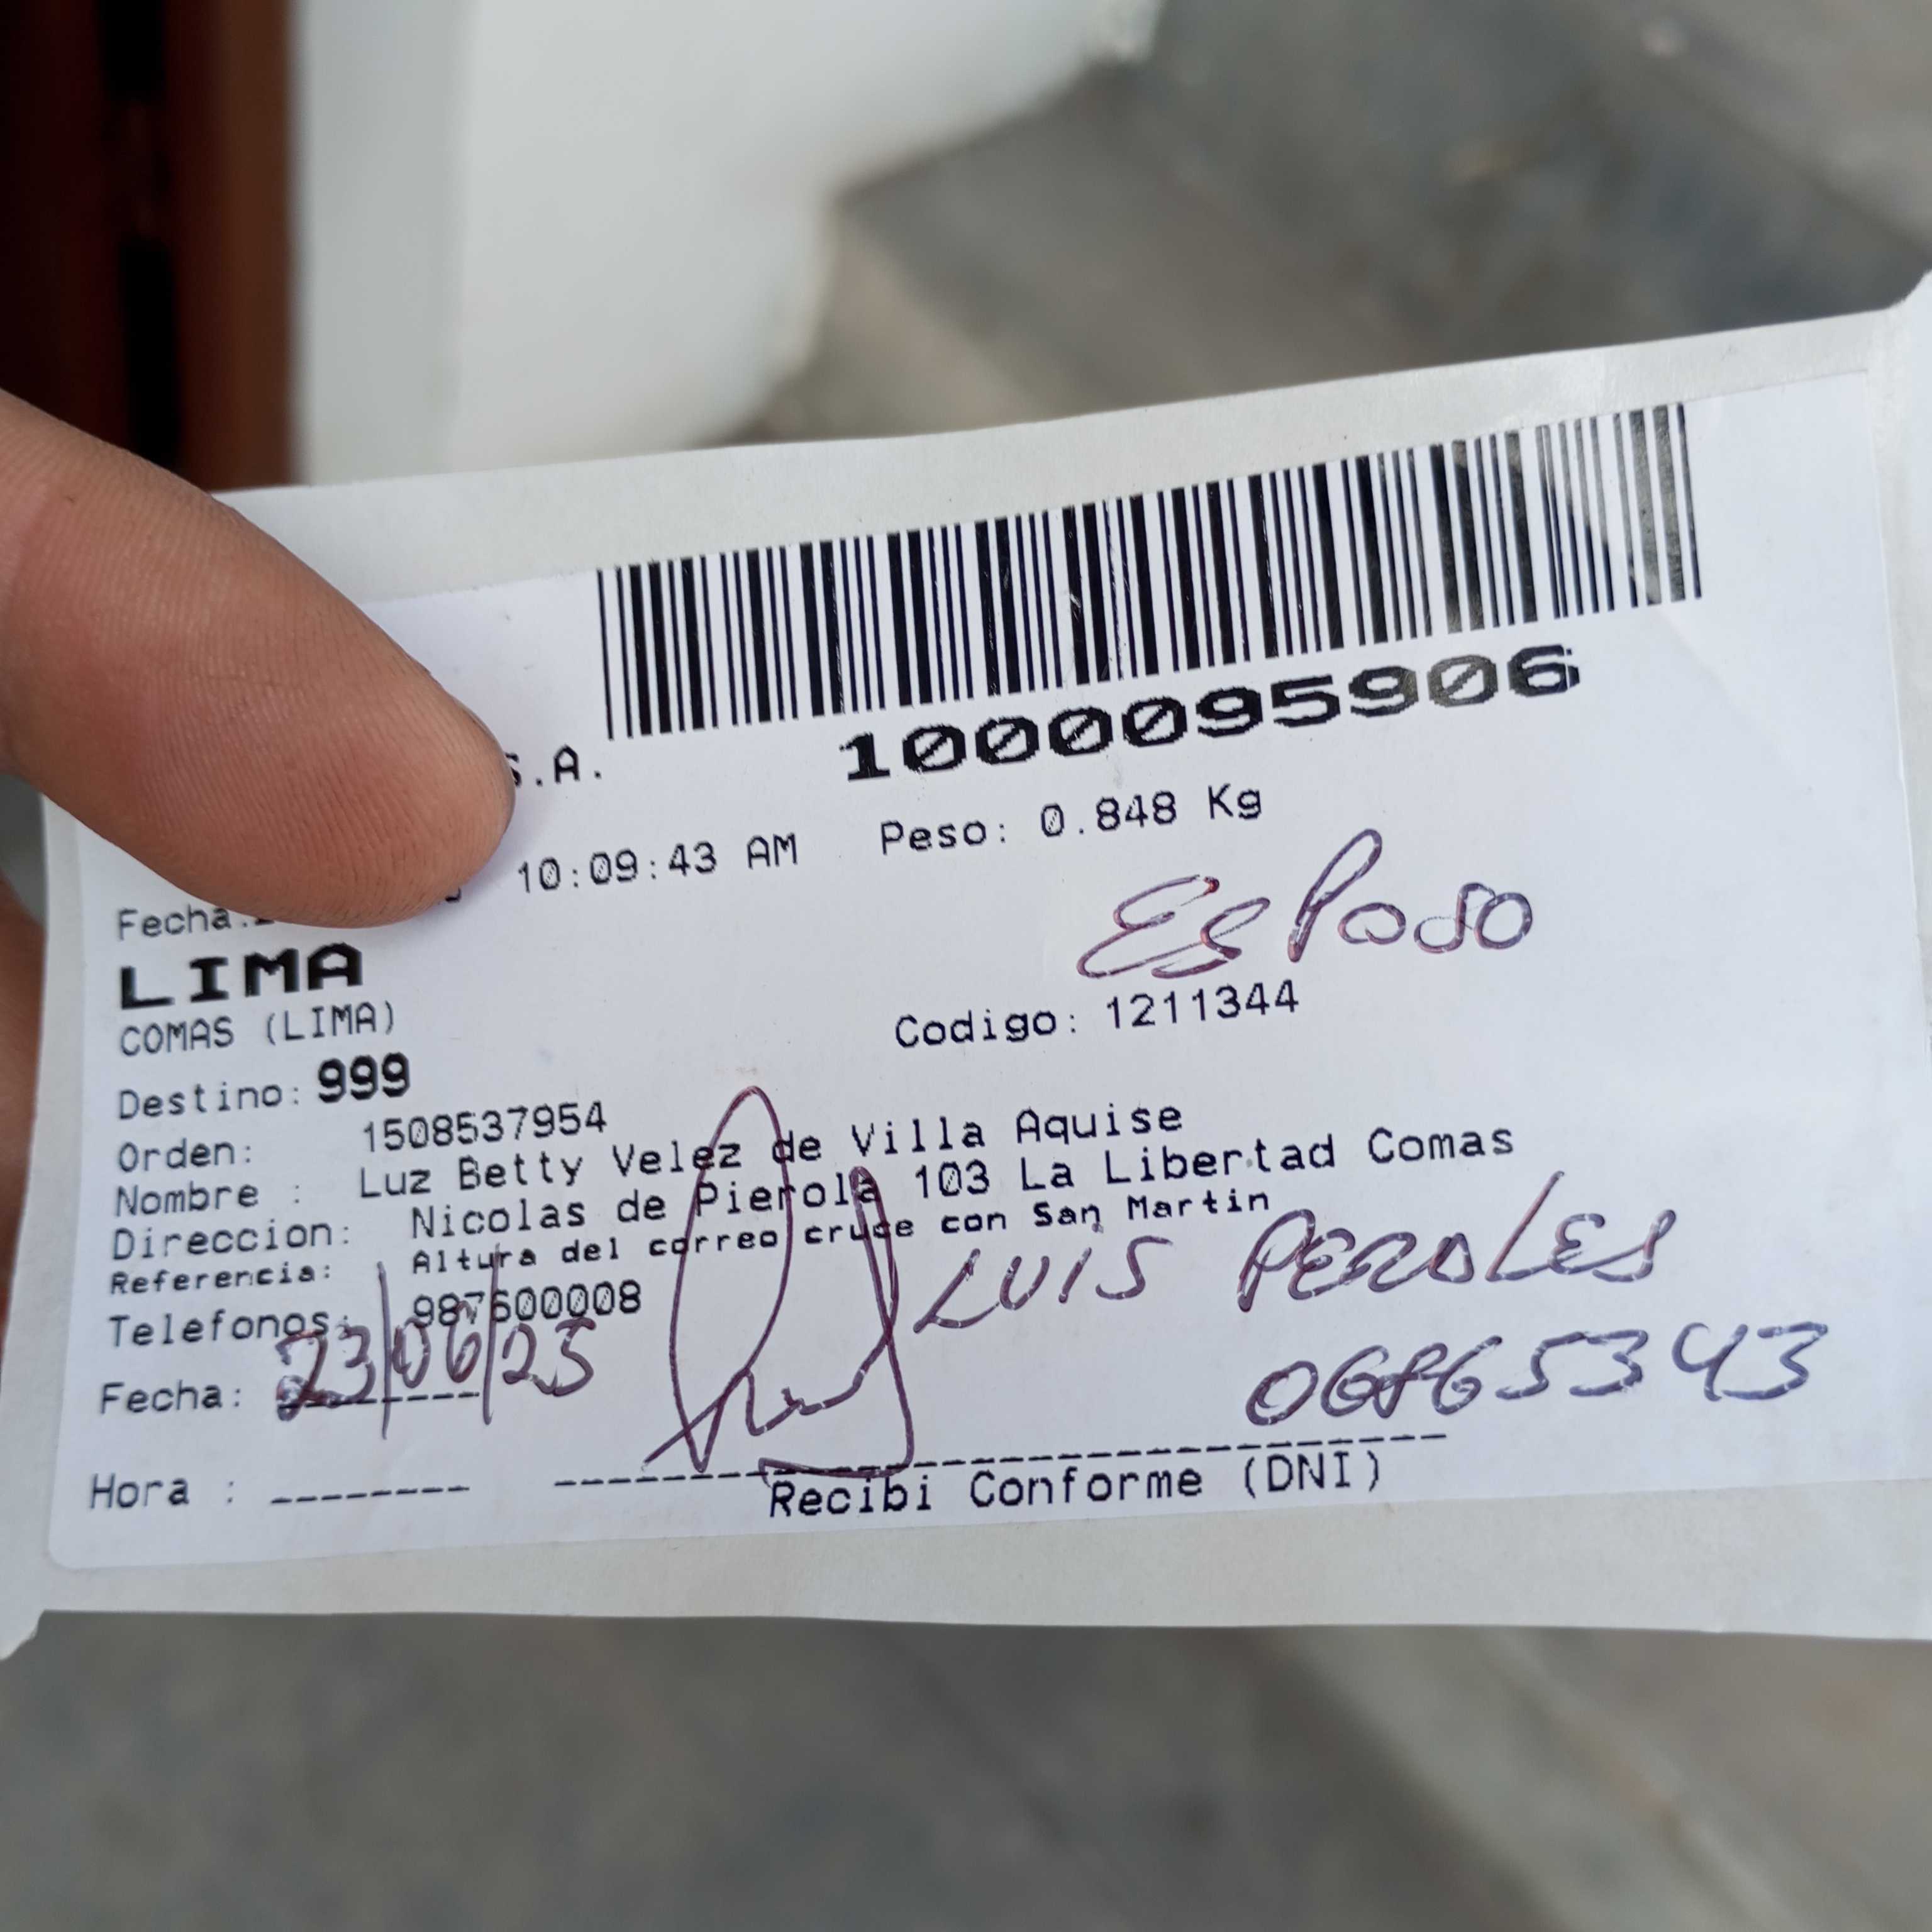 1000095906
S.A.
10:09:43 AM Peso: 0.848 Kg
Fecha
ESPOSO
LIMA
COMAS (LIMA)
Codigo: 1211344
Destino: 999
Orden: 1508537954
Nombre : Luz Betty Velez de Villa Aquise
Direccion: Nicolas de Pierola 103 La Libertad Comas
Referencia: Altura del correo cruce con San Martin
Telefonos: 987600008
LUIS PEROLES
Fecha: 23/06/25
06865343
Hora :
Recibi Conforme (DNI)